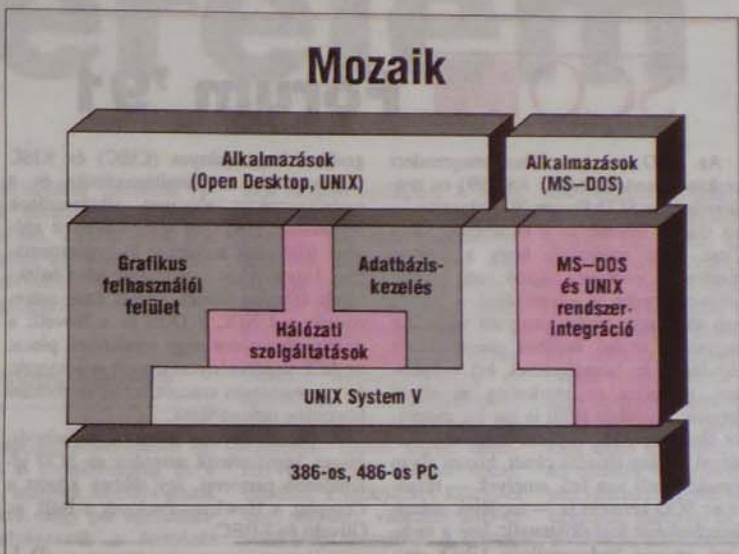 Mozaik
Alkalmazások
(Open Desktop, UNIX)
Alkalmazások
(MS-DOS)
Grafikus
felhasználói
felület
Adatbázis-
kezelés
MS-DOS
és UNIX
rendszer-
integráció
Hálózati
szolgáltatások
UNIX System V
386-os, 486-os PC